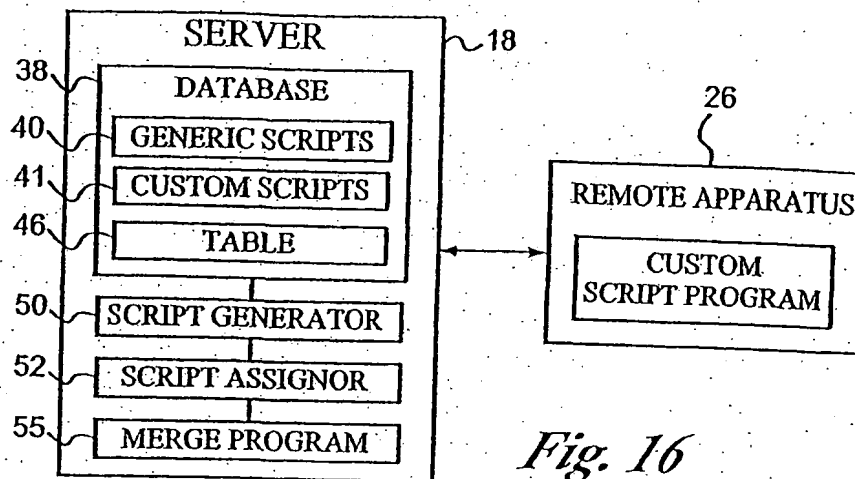 SERVER
18
38
DATABASE
40
GENERIC SCRIPTS
41
CUSTOM SCRIPTS
46
TABLE
50
SCRIPT GENERATOR
52
SCRIPT ASSIGNOR
55
MERGE PROGRAM
26
REMOTE APPARATUS
CUSTOM
SCRIPT PROGRAM
Fig. 16